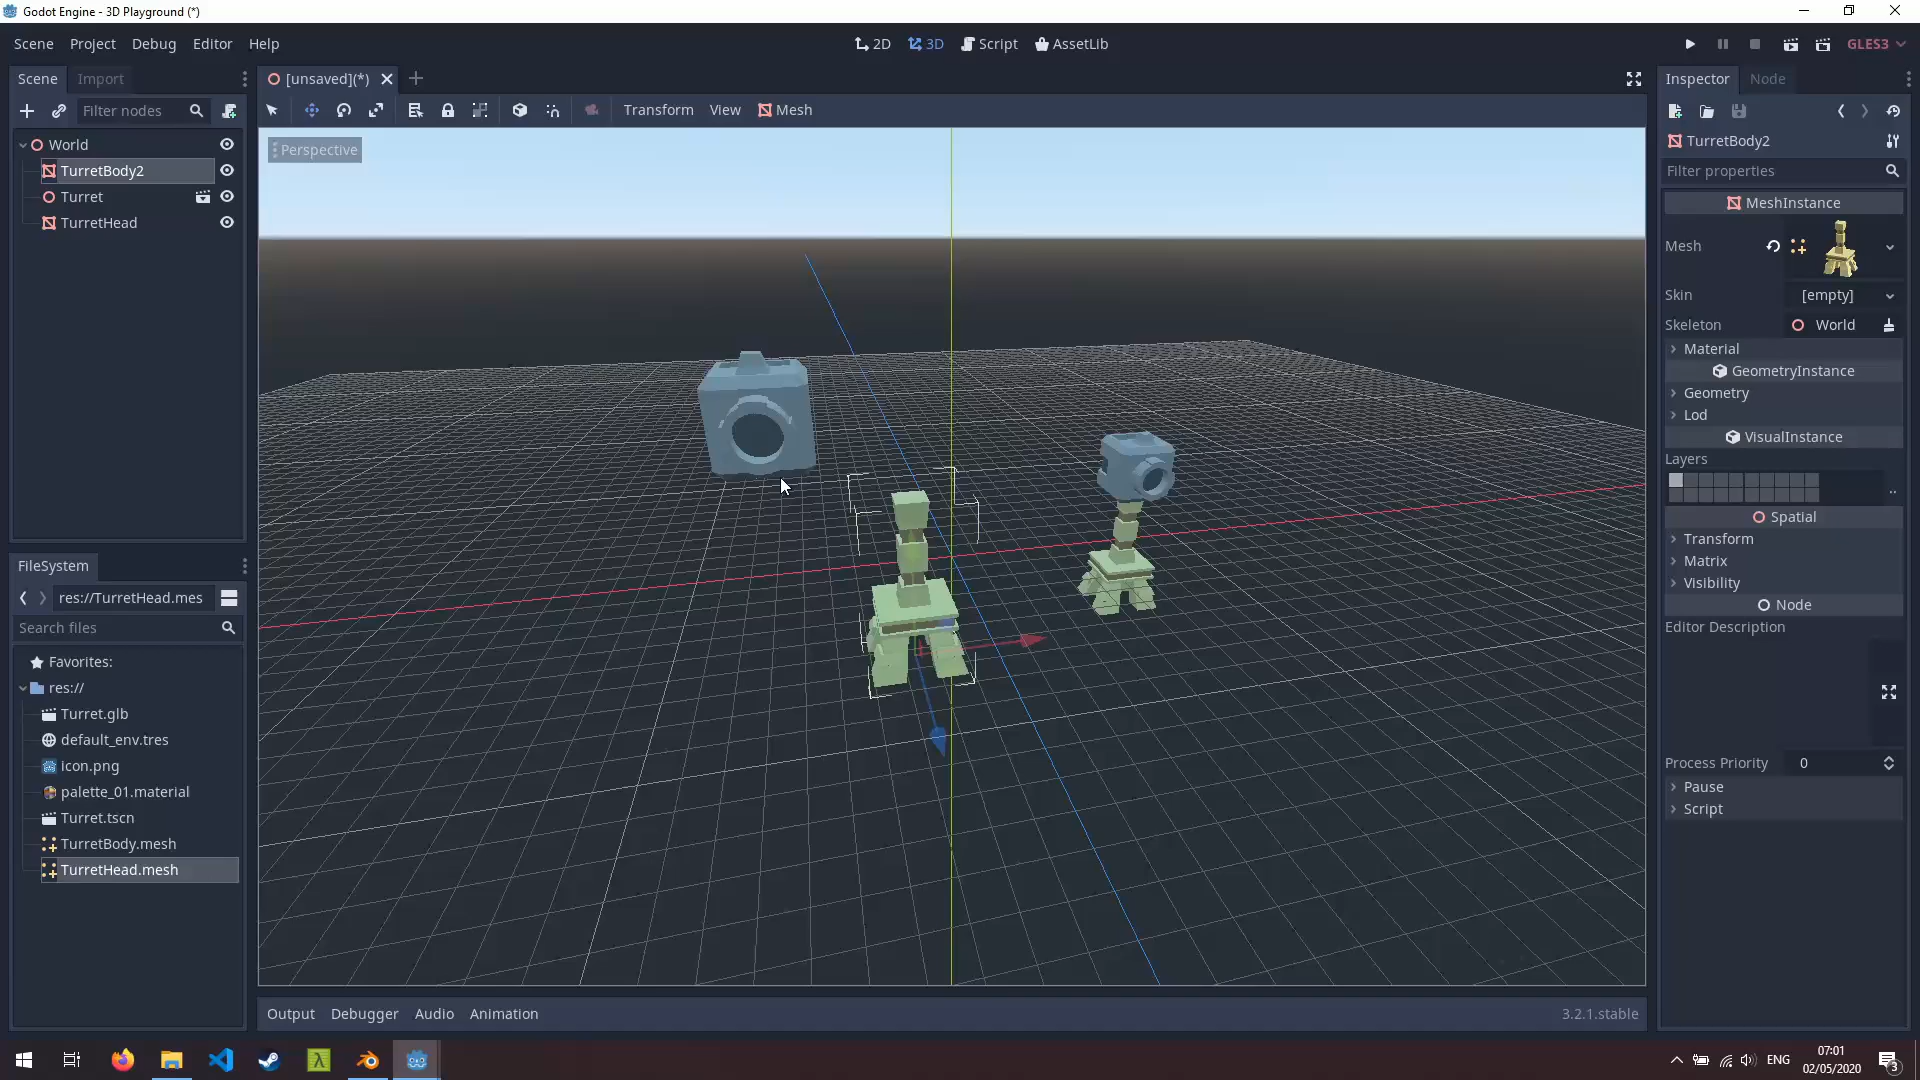 Godot Engine - 3D Playground (*)
Scene Project Debug Editor Help
2D 3D Script AssetLib
GLES3
Scene Import
[unsaved](*)
Inspector Node
Filter nodes
Transform View Mesh
World
TurretBody2
Turret
TurretHead
Perspective
TurretBody2
Filter properties
MeshInstance
Mesh
Skin [empty]
Skeleton World
Material
GeometryInstance
Geometry
Lod
VisualInstance
Layers
..
Spatial
Transform
Matrix
Visibility
Node
Editor Description
Process Priority 0
Pause
Script
FileSystem
res://TurretHead.mes
Search files
Favorites:
res://
Turret.glb
default_env.tres
icon.png
palette_01.material
Turret.tscn
TurretBody.mesh
TurretHead.mesh
Output Debugger Audio Animation
3.2.1.stable
ENG
07:01
02/05/2020
3